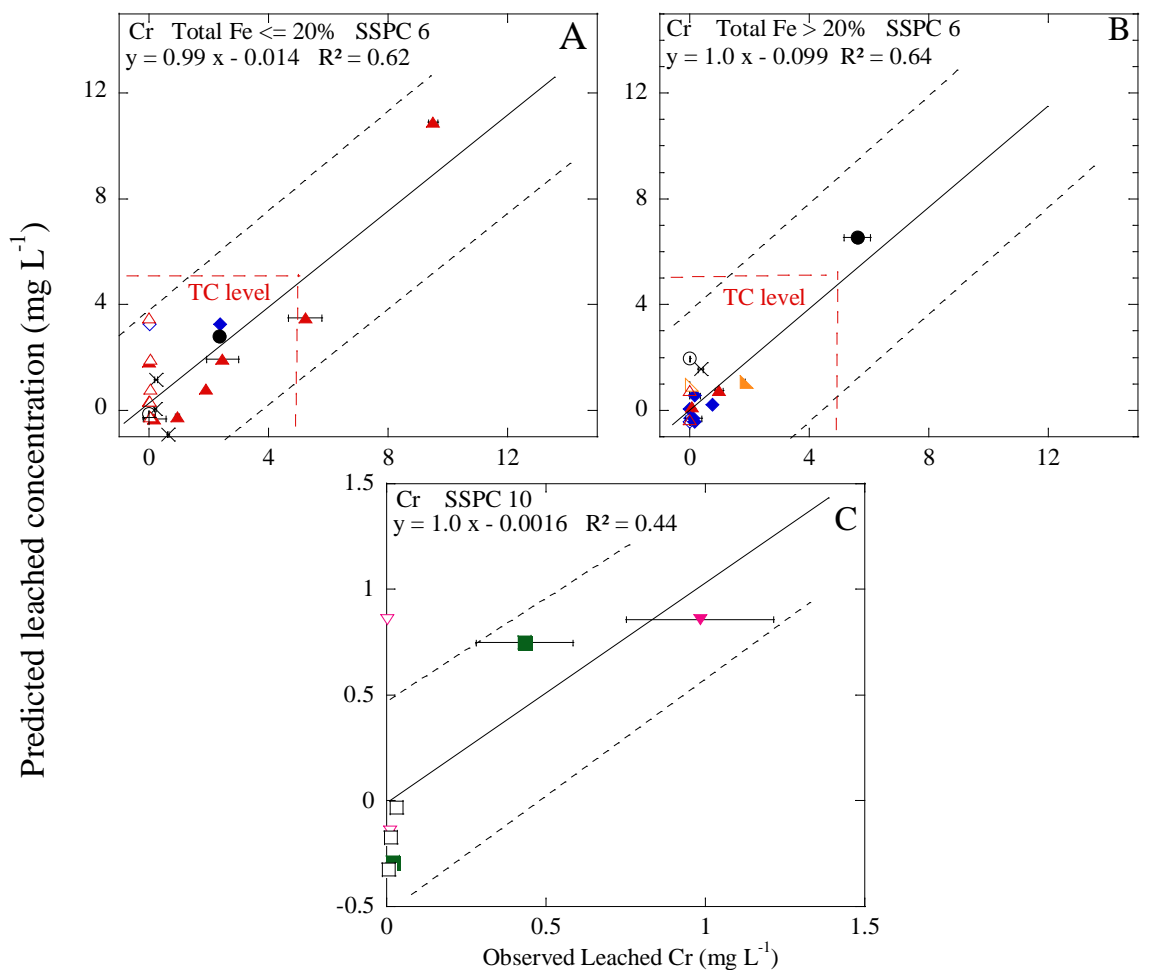 Predicted leached concentration (mg L⁻¹)
Cr Total Fe <= 20% SSPC 6
y = 0.99 x - 0.014 R² = 0.62
A
12
8
4
0
TC level
0 4 8 12
Cr Total Fe > 20% SSPC 6
y = 1.0 x - 0.099 R² = 0.64
B
12
8
4
0
TC level
0 4 8 12
Cr SSPC 10
y = 1.0 x - 0.0016 R² = 0.44
C
1.5
1
0.5
0
-0.5
0 0.5 1 1.5
Observed Leached Cr (mg L⁻¹)